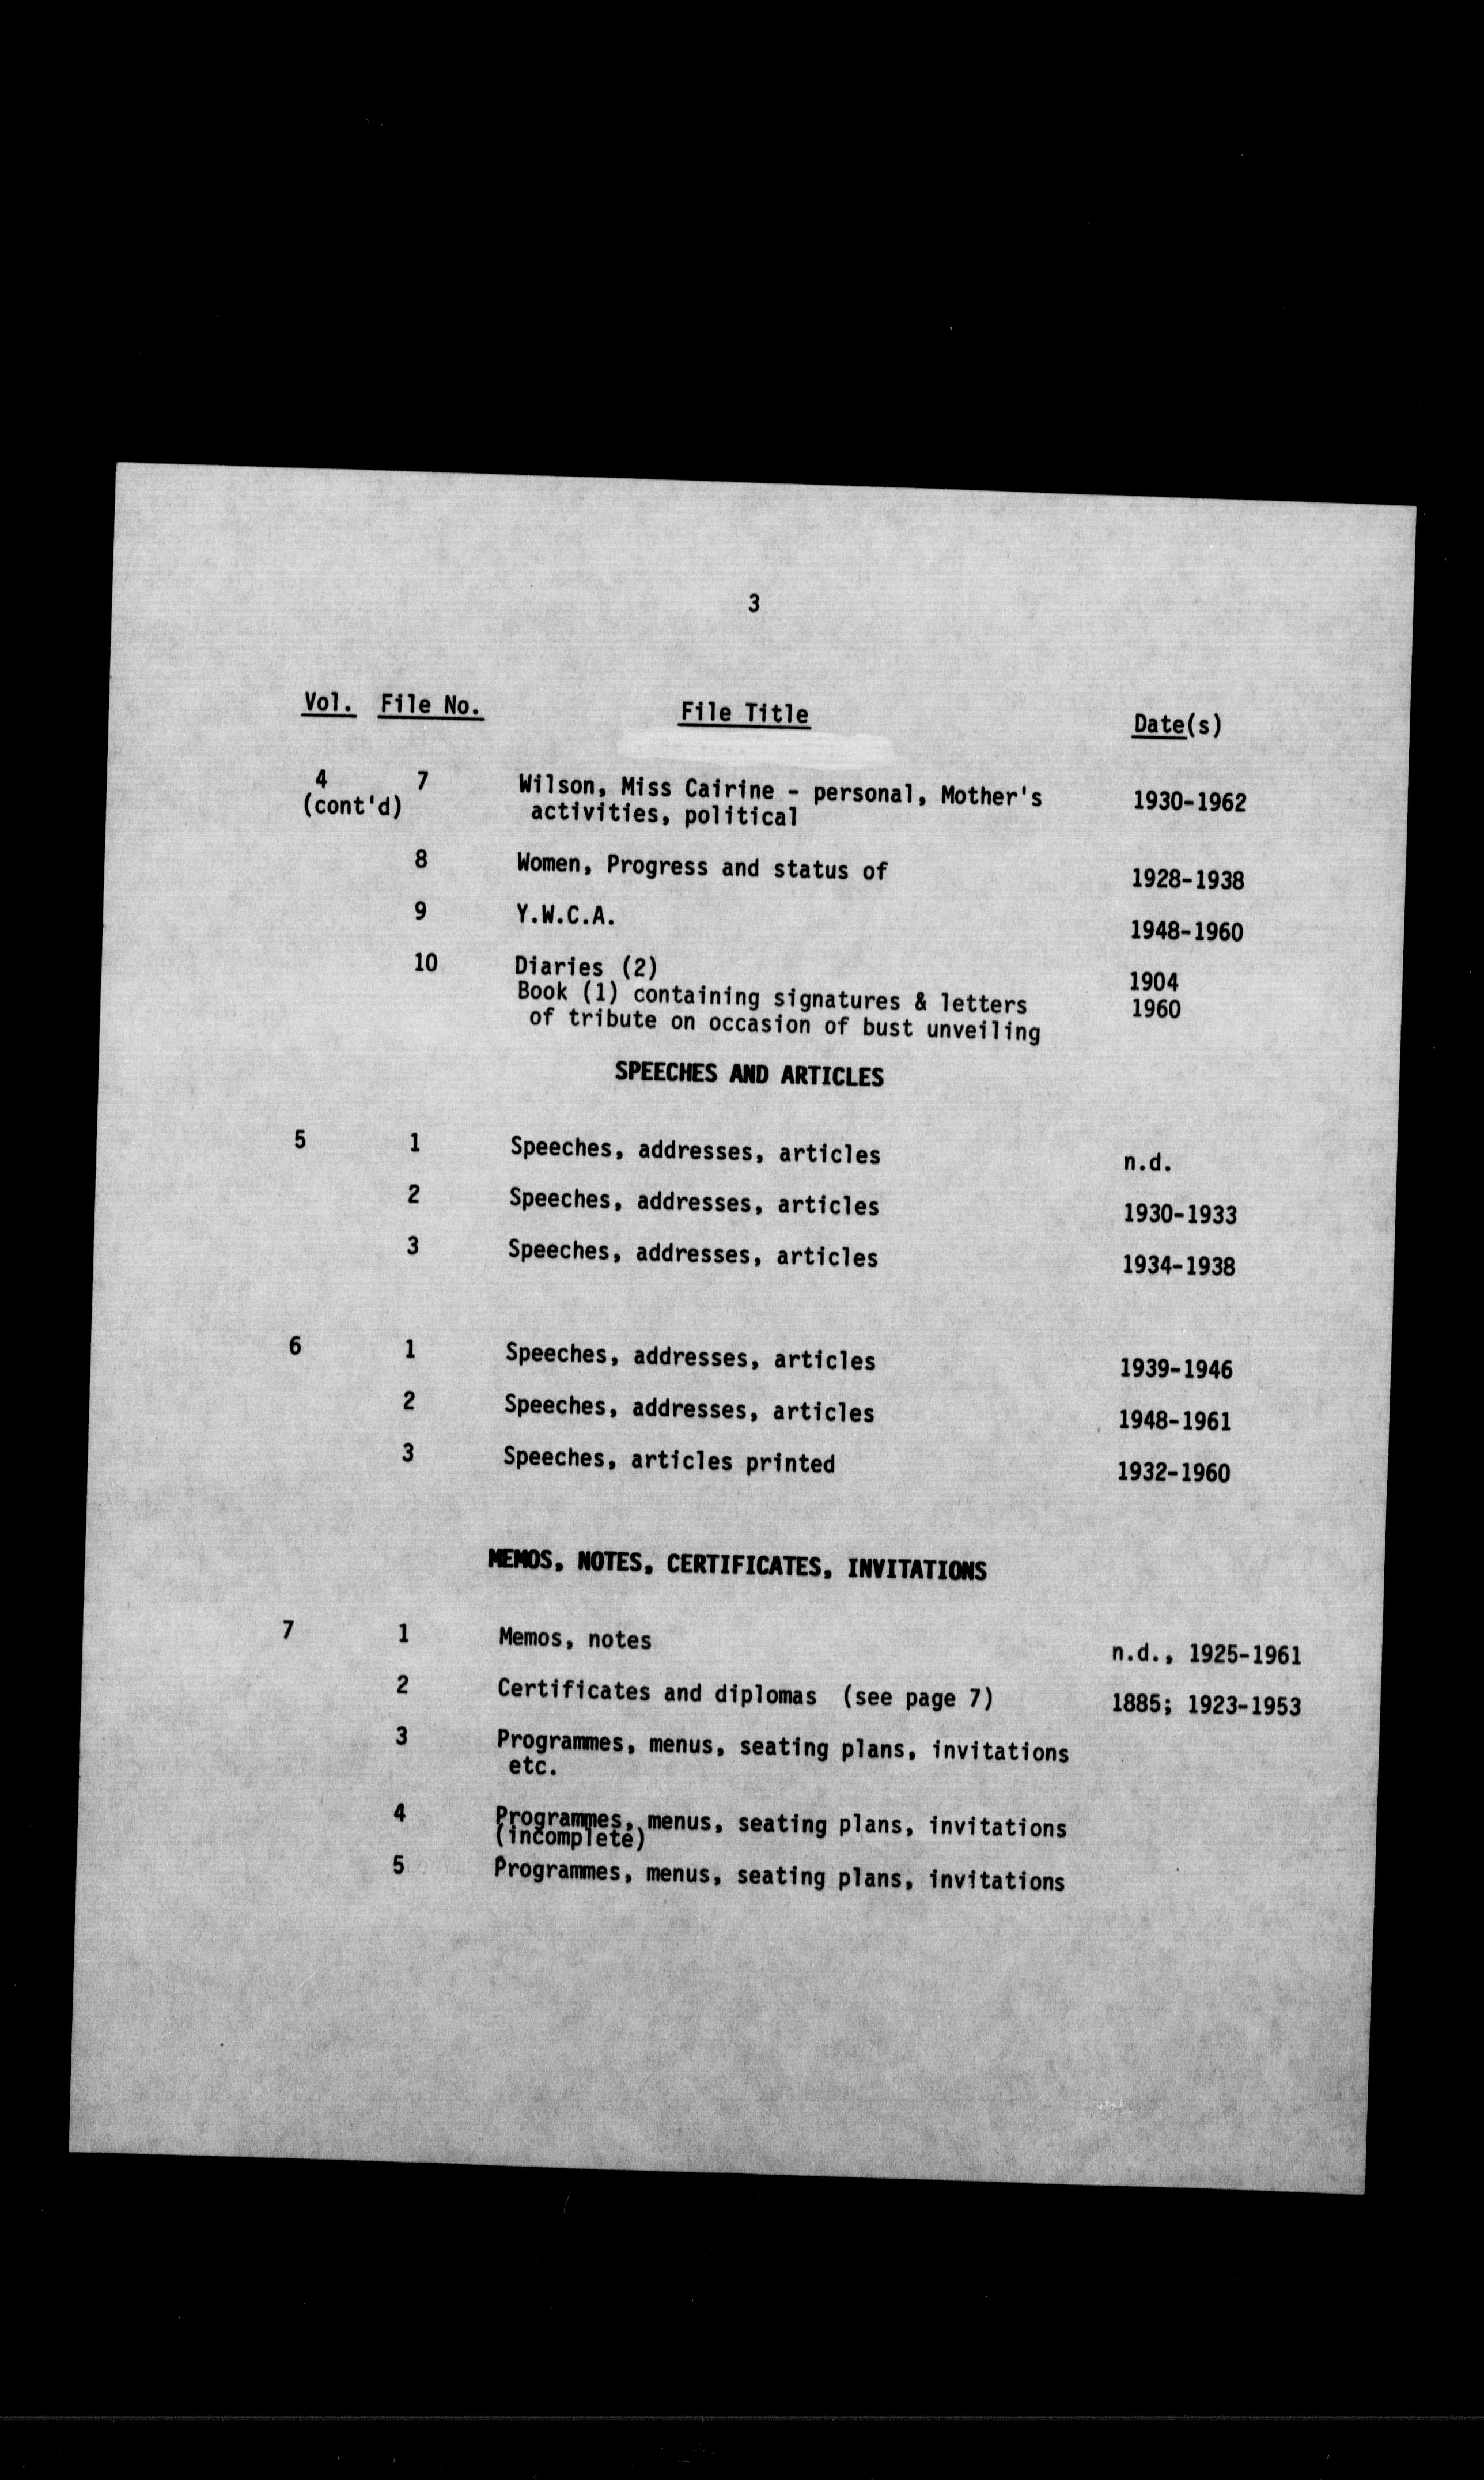 3
Vol. File No. File Title Date(s)
4 7 Wilson, Miss Cairine - personal, Mother's 1930-1962
(cont'd) activities, political
8 Women, Progress and status of 1928-1938
9 Y.W.C.A. 1948-1960
10 Diaries (2) 1904
Book (1) containing signatures & letters 1960
of tribute on occasion of bust unveiling
SPEECHES AND ARTICLES
5 1 Speeches, addresses, articles n.d.
2 Speeches, addresses, articles 1930-1933
3 Speeches, addresses, articles 1934-1938
6 1 Speeches, addresses, articles 1939-1946
2 Speeches, addresses, articles 1948-1961
3 Speeches, articles printed 1932-1960
MEMOS, NOTES, CERTIFICATES, INVITATIONS
7 1 Memos, notes n.d., 1925-1961
2 Certificates and diplomas (see page 7) 1885; 1923-1953
3 Programmes, menus, seating plans, invitations
etc.
4 Programmes, menus, seating plans, invitations
(incomplete)
5 Programmes, menus, seating plans, invitations